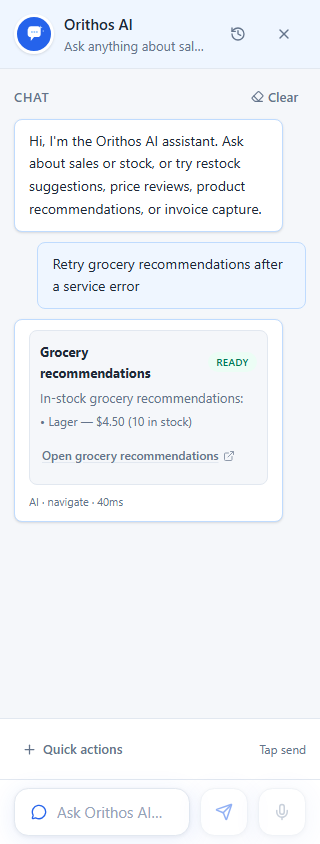 Orithos AI
Ask anything about sal...
CHAT
Clear
Hi, I'm the Orithos AI assistant. Ask
about sales or stock, or try restock
suggestions, price reviews, product
recommendations, or invoice capture.
Retry grocery recommendations after
a service error
Grocery
recommendations
READY
In-stock grocery recommendations:
• Lager — $4.50 (10 in stock)
Open grocery recommendations
AI · navigate · 40ms
+ Quick actions
Tap send
Ask Orithos AI...